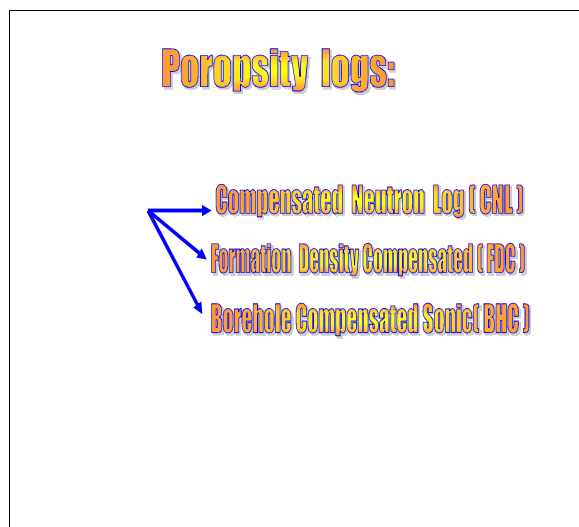 Poropsity logs:
Compensated Neutron Log ( CNL )
Formation Density Compensated ( FDC )
Borehole Compensated Sonic( BHC )